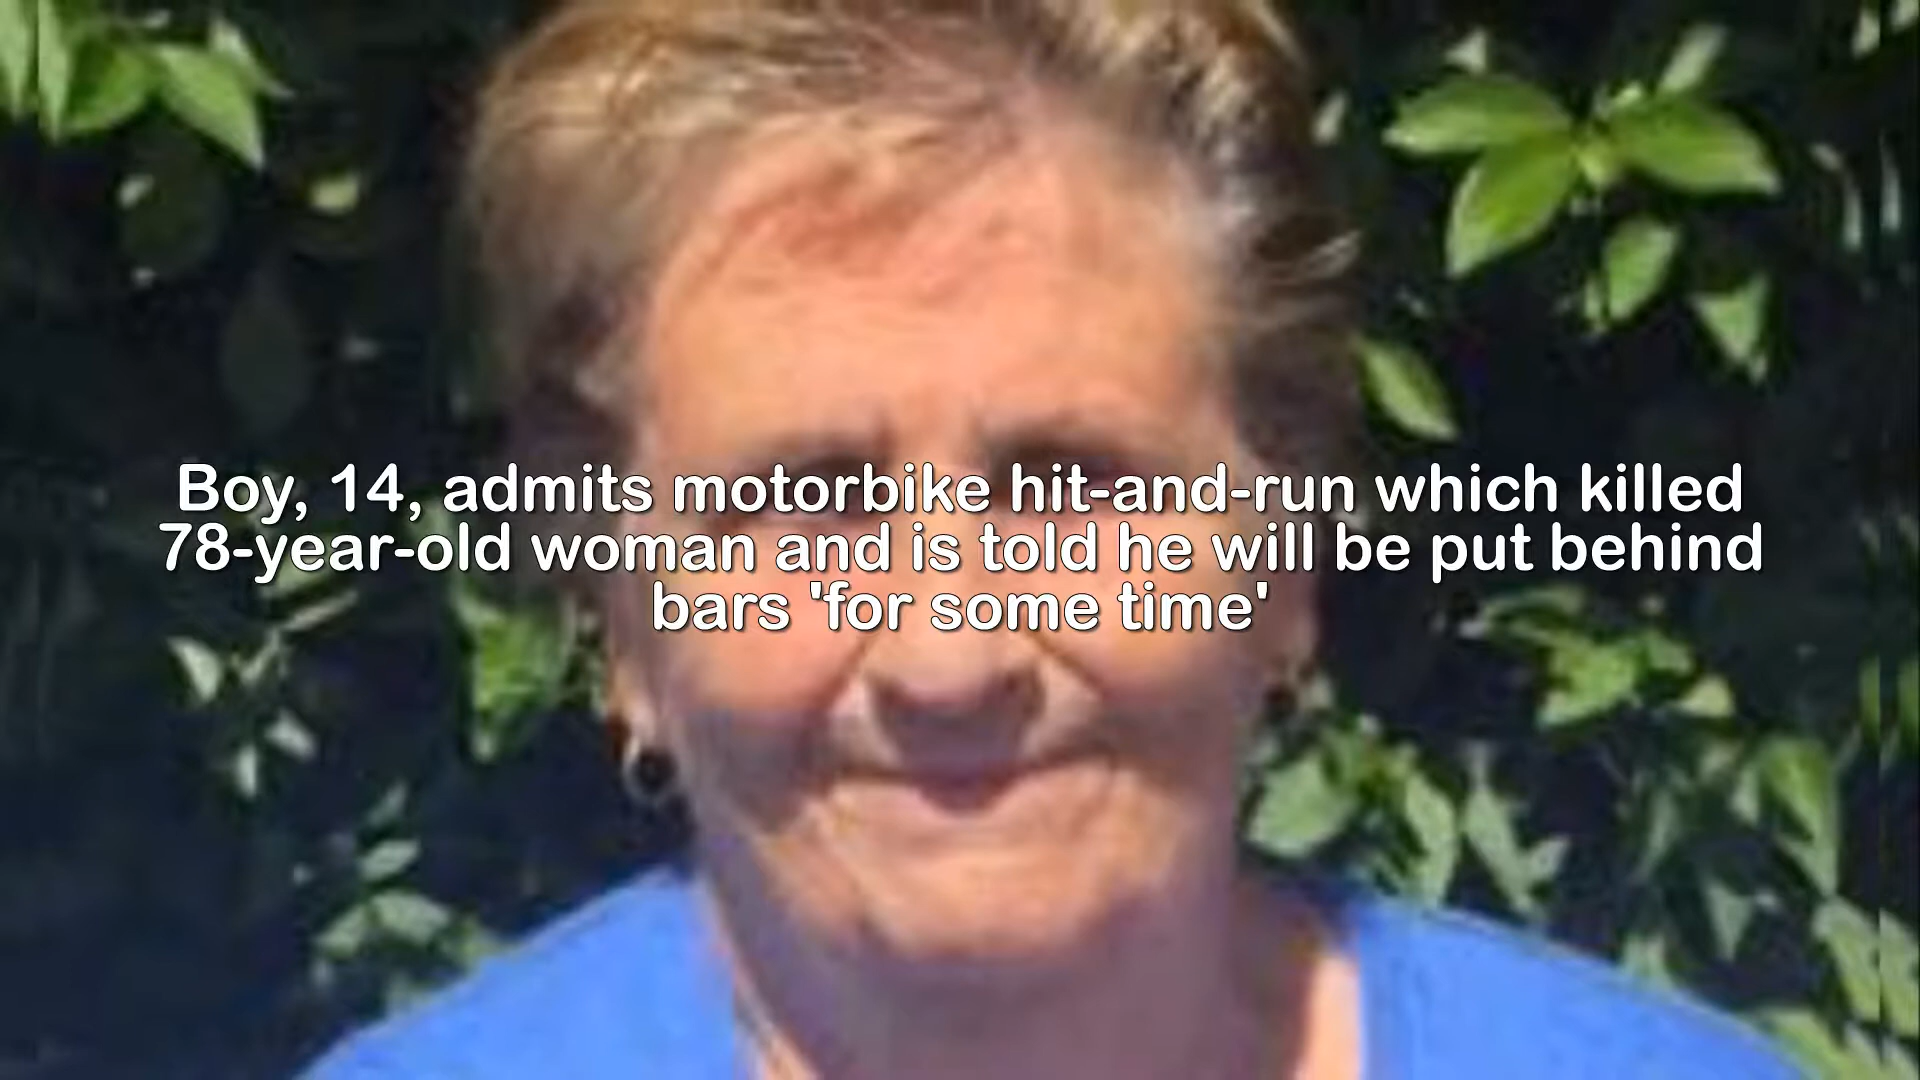 Boy, 14, admits motorbike hit-and-run which killed
78-year-old woman and is told he will be put behind
bars 'for some time'